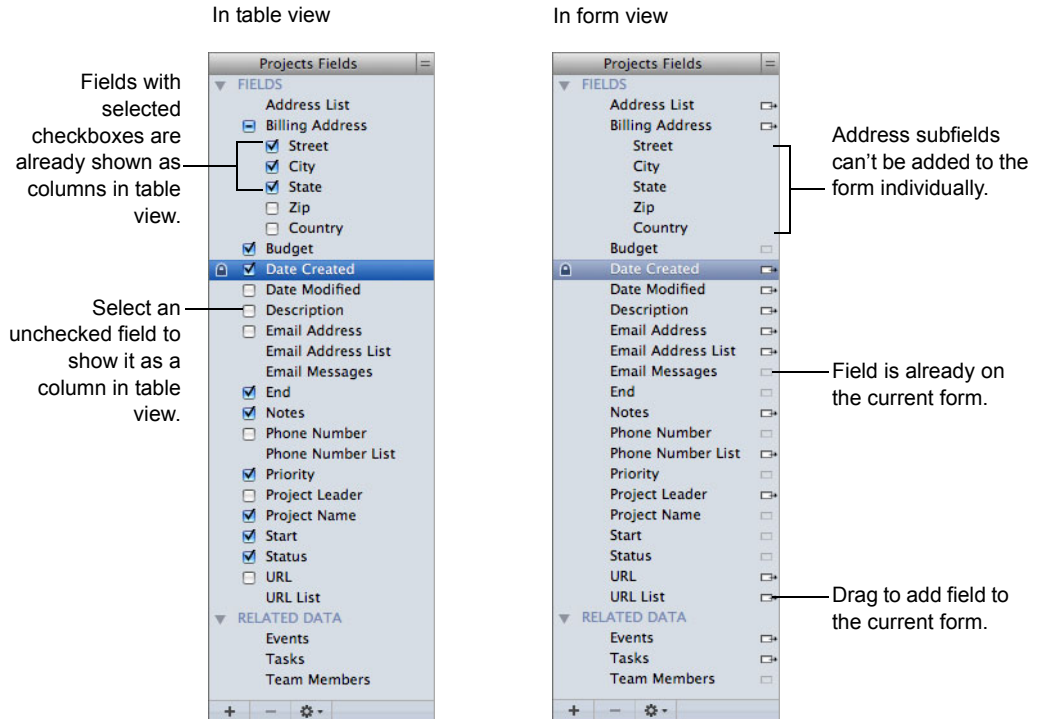 In table view
Fields with
selected
checkboxes are
already shown as
columns in table
view.
Select an
unchecked field to
show it as a
column in table
view.
Projects Fields
FIELDS
Address List
Billing Address
Street
City
State
Zip
Country
Budget
Date Created
Date Modified
Description
Email Address
Email Address List
Email Messages
End
Notes
Phone Number
Phone Number List
Priority
Project Leader
Project Name
Start
Status
URL
URL List
RELATED DATA
Events
Tasks
Team Members
In form view
Projects Fields
FIELDS
Address List
Billing Address
Street
City
State
Zip
Country
Budget
Date Created
Date Modified
Description
Email Address
Email Address List
Email Messages
End
Notes
Phone Number
Phone Number List
Priority
Project Leader
Project Name
Start
Status
URL
URL List
RELATED DATA
Events
Tasks
Team Members
Address subfields
can’t be added to the
form individually.
Field is already on
the current form.
Drag to add field to
the current form.